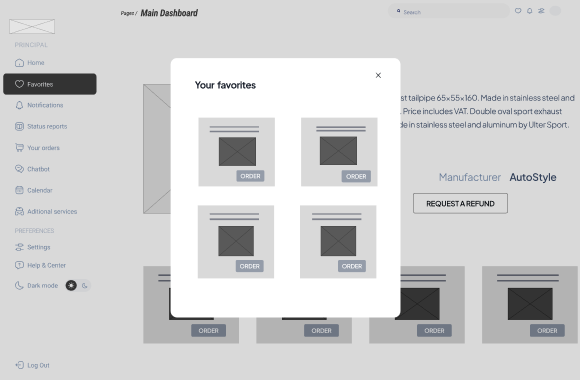 Pages / Main Dashboard
Search
PRINCIPAL
Home
Favorites
Notifications
Status reports
Your orders
Chatbot
Calendar
Aditional services
PREFERENCES
Settings
Help & Center
Dark mode
Log Out
Your favorites
ORDER
ORDER
ORDER
ORDER
st tailpipe 65x55x160. Made in stainless steel and
. Price includes VAT. Double oval sport exhaust
de in stainless steel and aluminum by Ulter Sport.
Manufacturer AutoStyle
REQUEST A REFUND
ORDER
ORDER
ORDER
ORDER